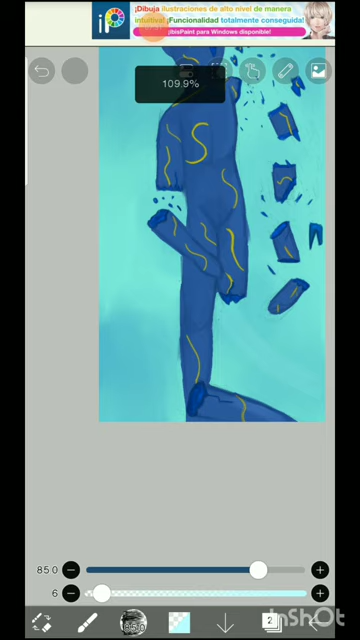 ¡Dibuja ilustraciones de alto nivel de manera
intuitiva! ¡Funcionalidad totalmente conseguida!
¡ibisPaint para Windows disponible!
109.9%
S
850
6
85.0
2
InShOt